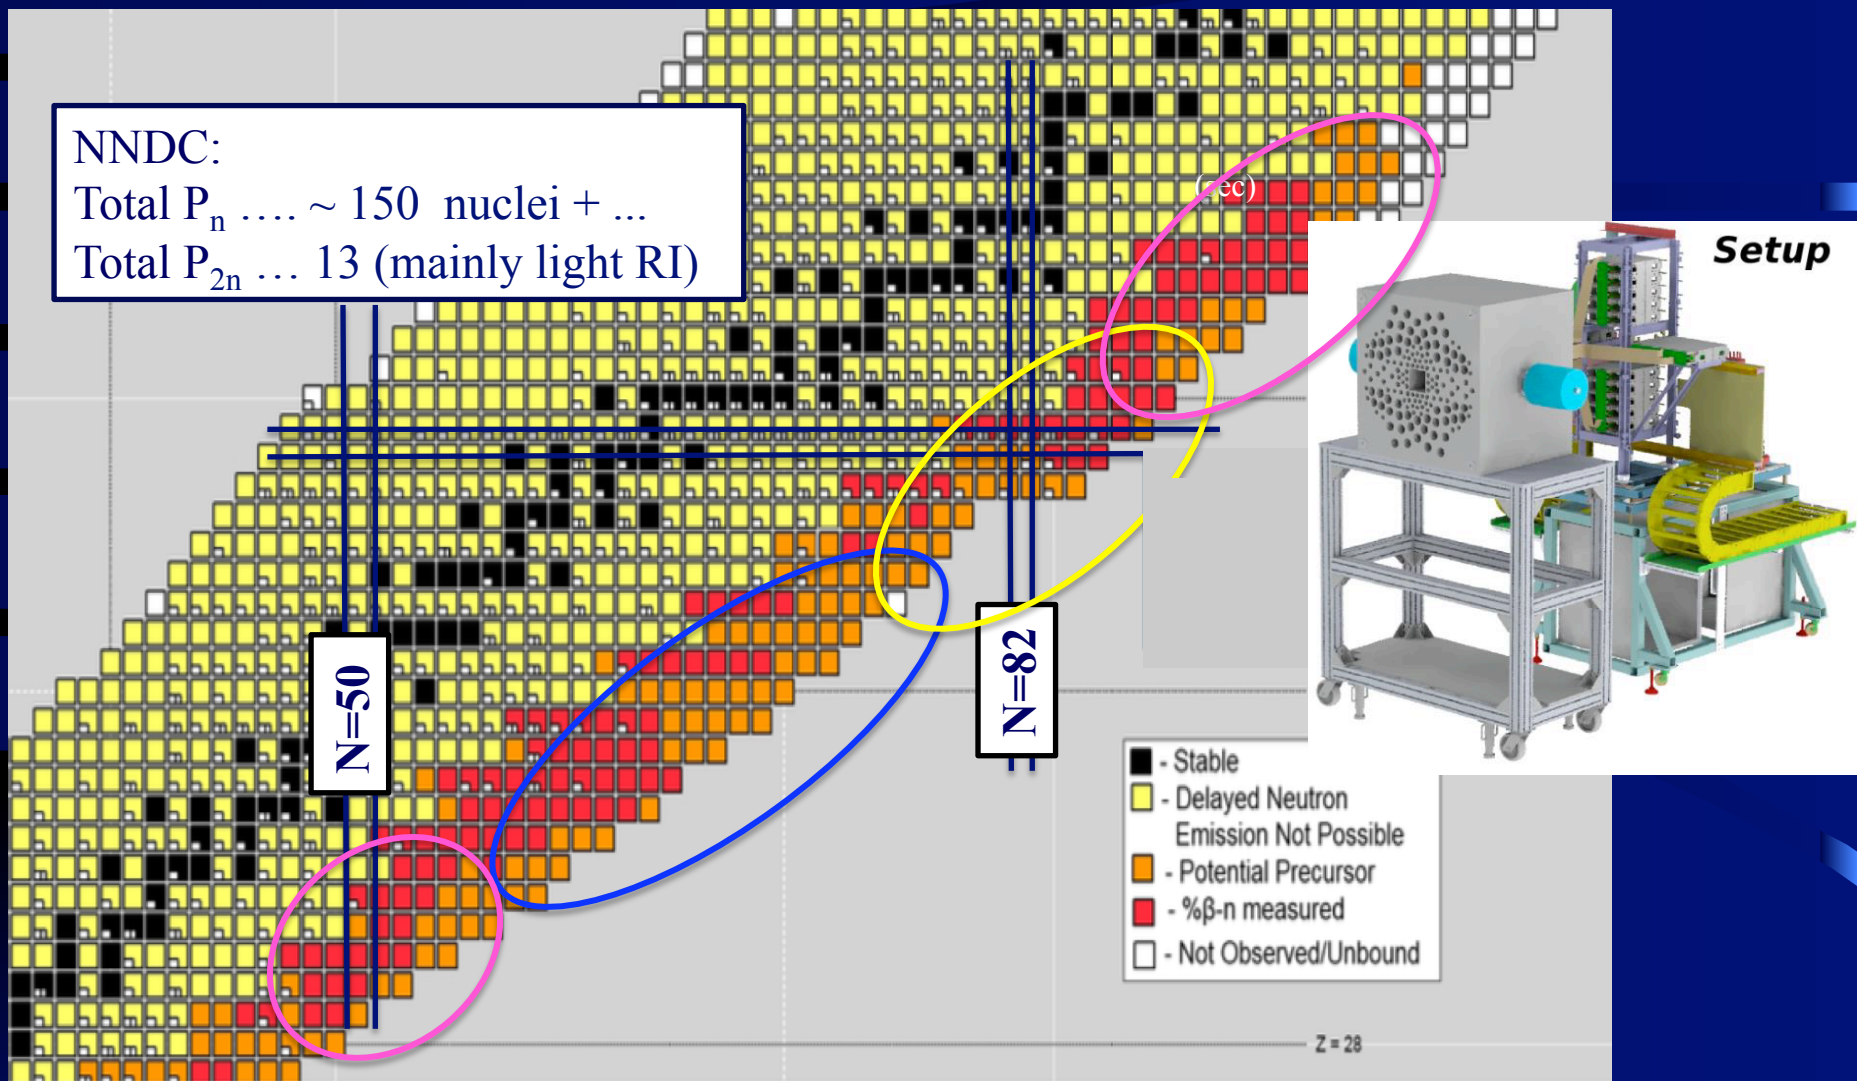 NNDC:
Total Pn .... ~ 150 nuclei + ...
Total P2n ... 13 (mainly light RI)
(sec)
Setup
N=50
N=82
- Stable
- Delayed Neutron
Emission Not Possible
- Potential Precursor
- %β-n measured
- Not Observed/Unbound
Z = 28